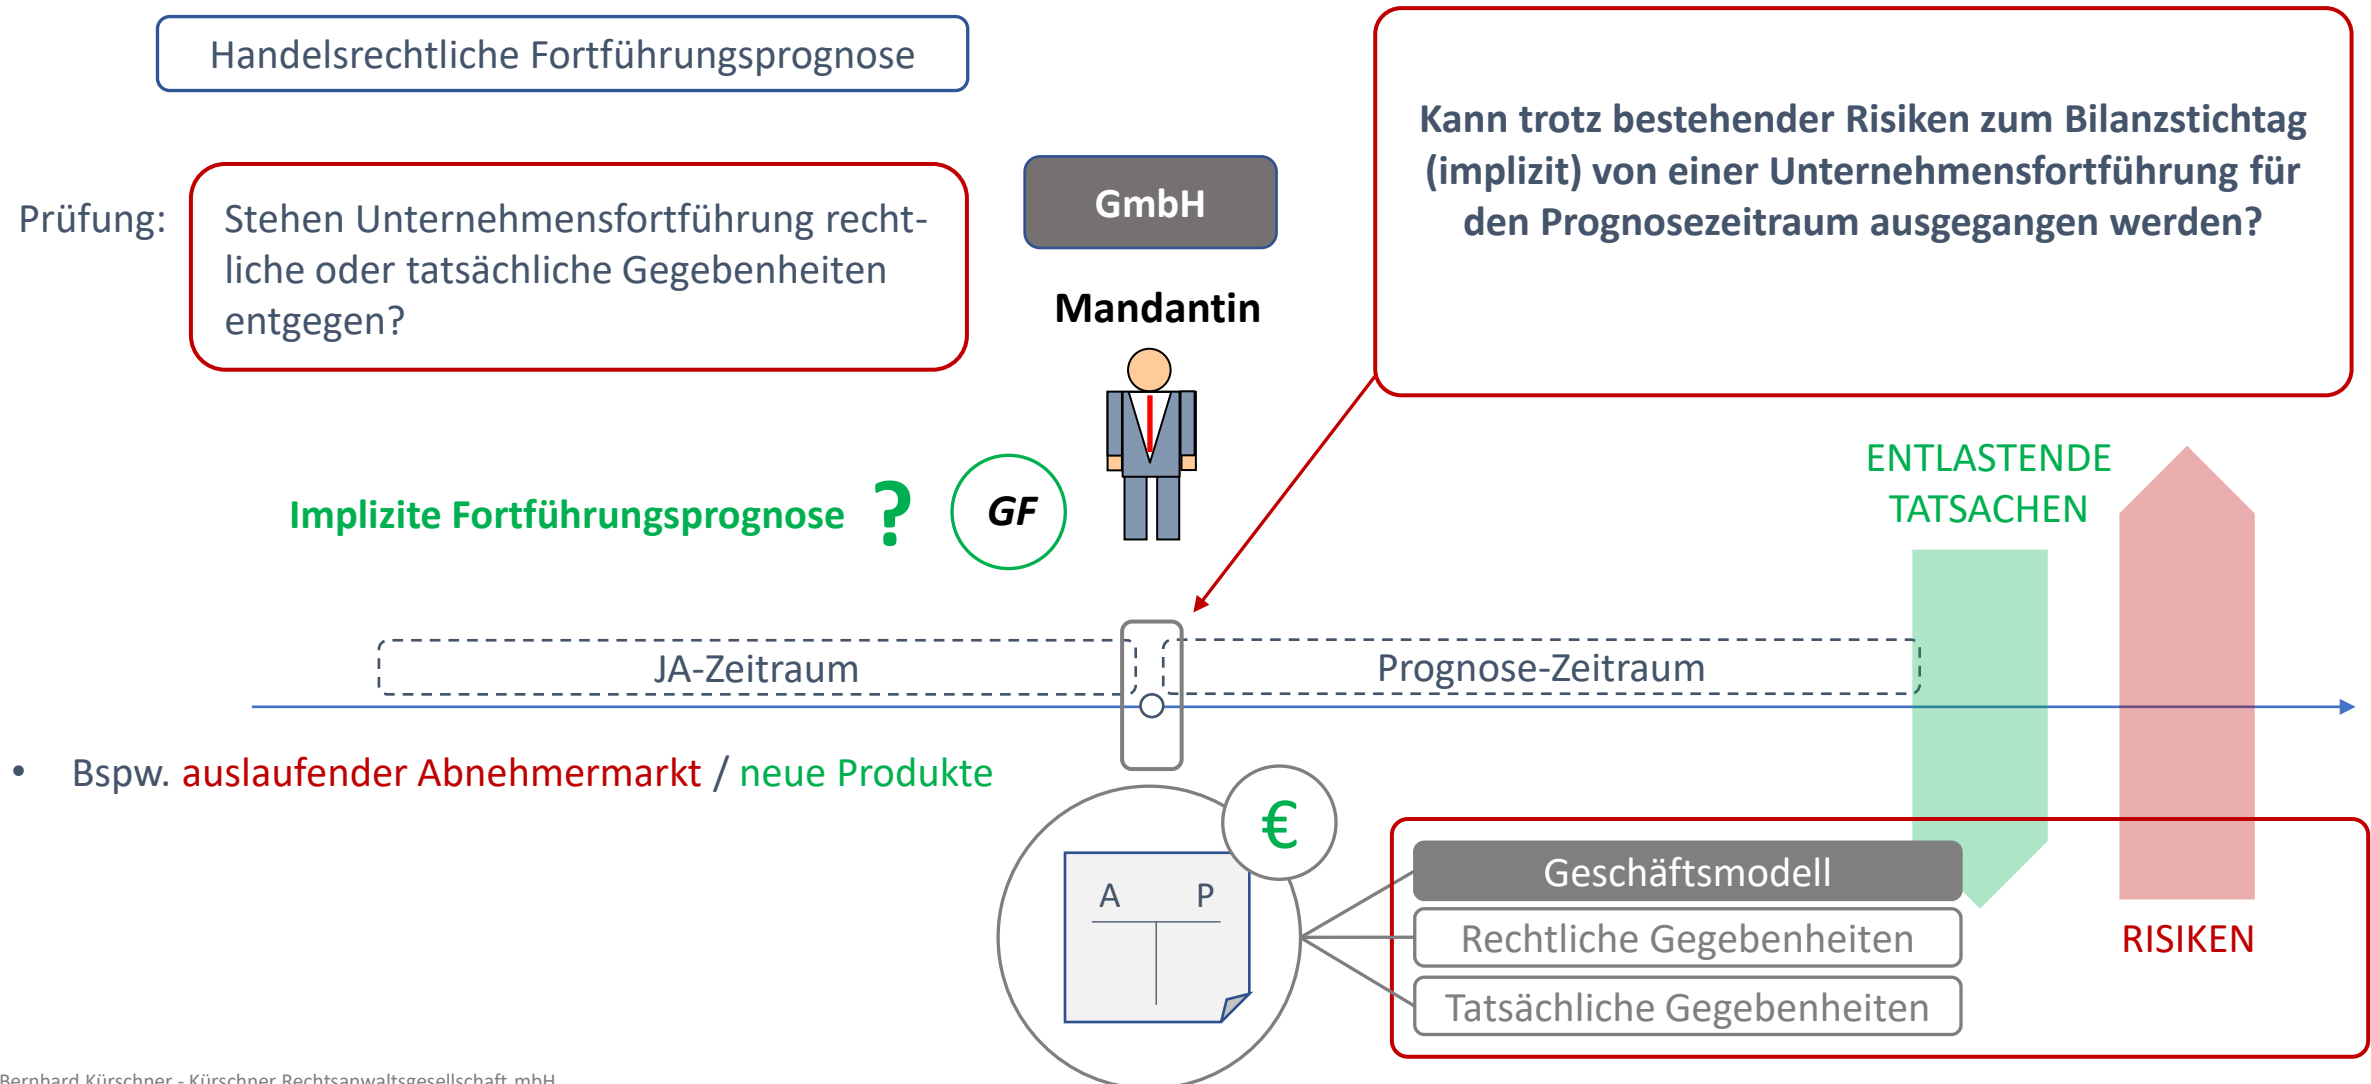 Handelsrechtliche Fortführungsprognose
Prüfung:
Stehen Unternehmensfortführung recht-
liche oder tatsächliche Gegebenheiten
entgegen?
GmbH
Mandantin
Kann trotz bestehender Risiken zum Bilanzstichtag
(implizit) von einer Unternehmensfortführung für
den Prognosezeitraum ausgegangen werden?
Implizite Fortführungsprognose ?
GF
ENTLASTENDE
TATSACHEN
JA-Zeitraum
Prognose-Zeitraum
• Bspw. auslaufender Abnehmermarkt / neue Produkte
€
A P
Geschäftsmodell
Rechtliche Gegebenheiten
Tatsächliche Gegebenheiten
RISIKEN
Bernhard Kürschner - Kürschner Rechtsanwaltsgesellschaft mbH